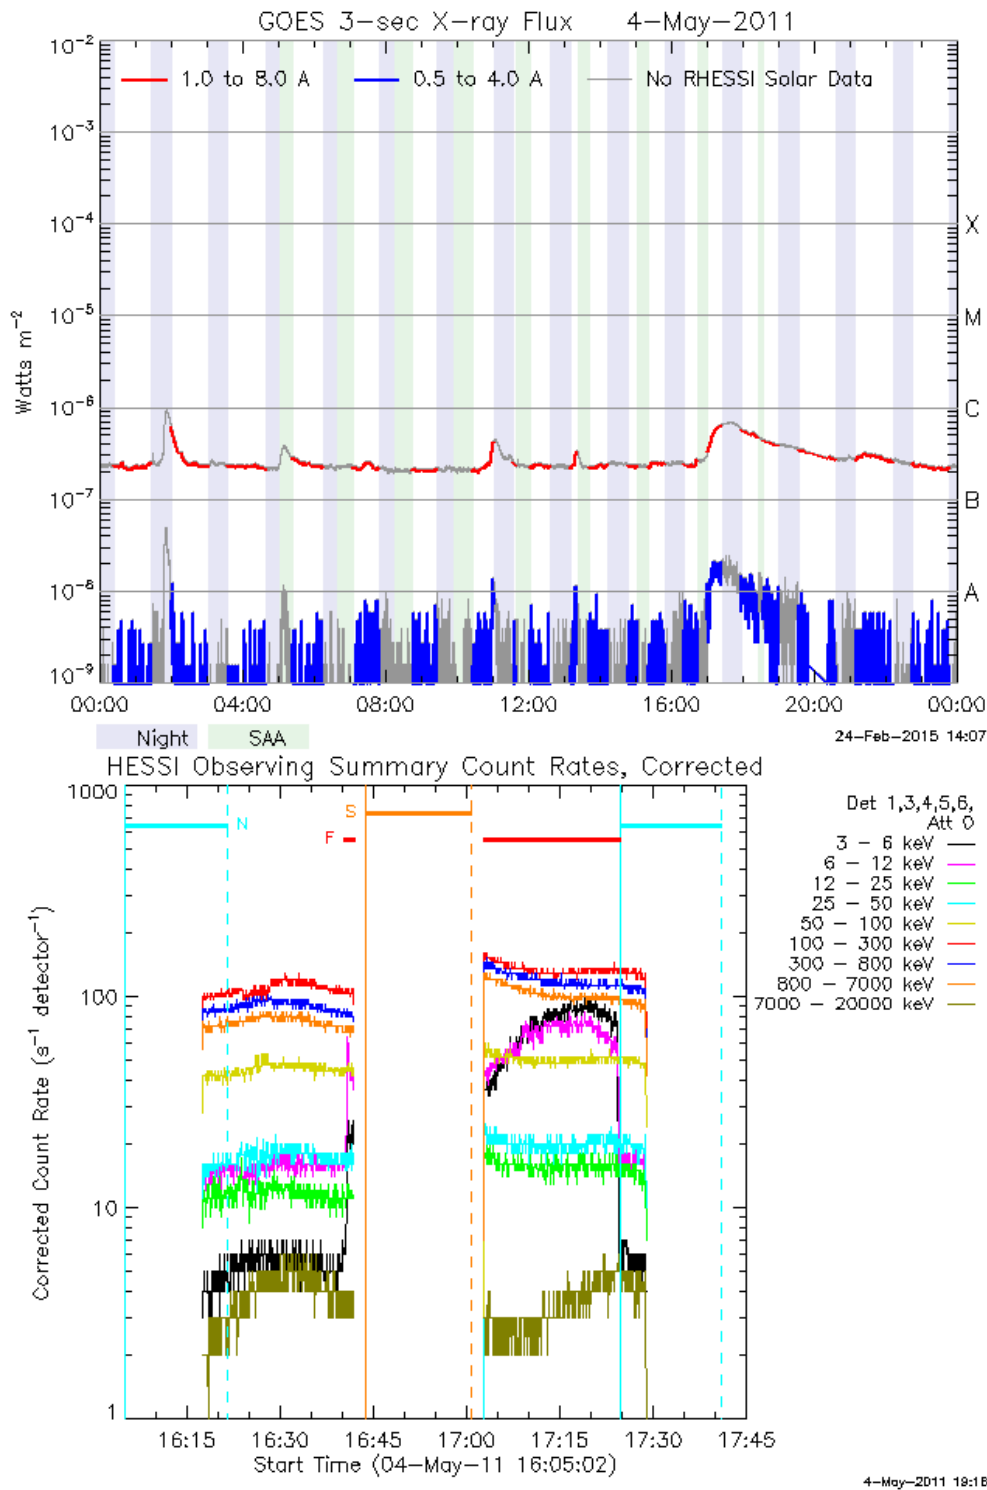 GOES 3-sec X-ray Flux 4-May-2011
10^-2
1.0 to 8.0 A 0.5 to 4.0 A No RHESSI Solar Data
10^-3
10^-4 X
10^-5 M
Watts m^-2
10^-6 C
10^-7 B
10^-8 A
10^-9
00:00 04:00 08:00 12:00 16:00 20:00 00:00
Night SAA 24-Feb-2015 14:07
HESSI Observing Summary Count Rates, Corrected
1000
Det 1,3,4,5,6,
Att 0
N S F
3 - 6 keV
6 - 12 keV
12 - 25 keV
25 - 50 keV
50 - 100 keV
100 - 300 keV
300 - 800 keV
800 - 7000 keV
7000 - 20000 keV
100
Corrected Count Rate (s^-1 detector^-1)
10
1
16:15 16:30 16:45 17:00 17:15 17:30 17:45
Start Time (04-May-11 16:05:02)